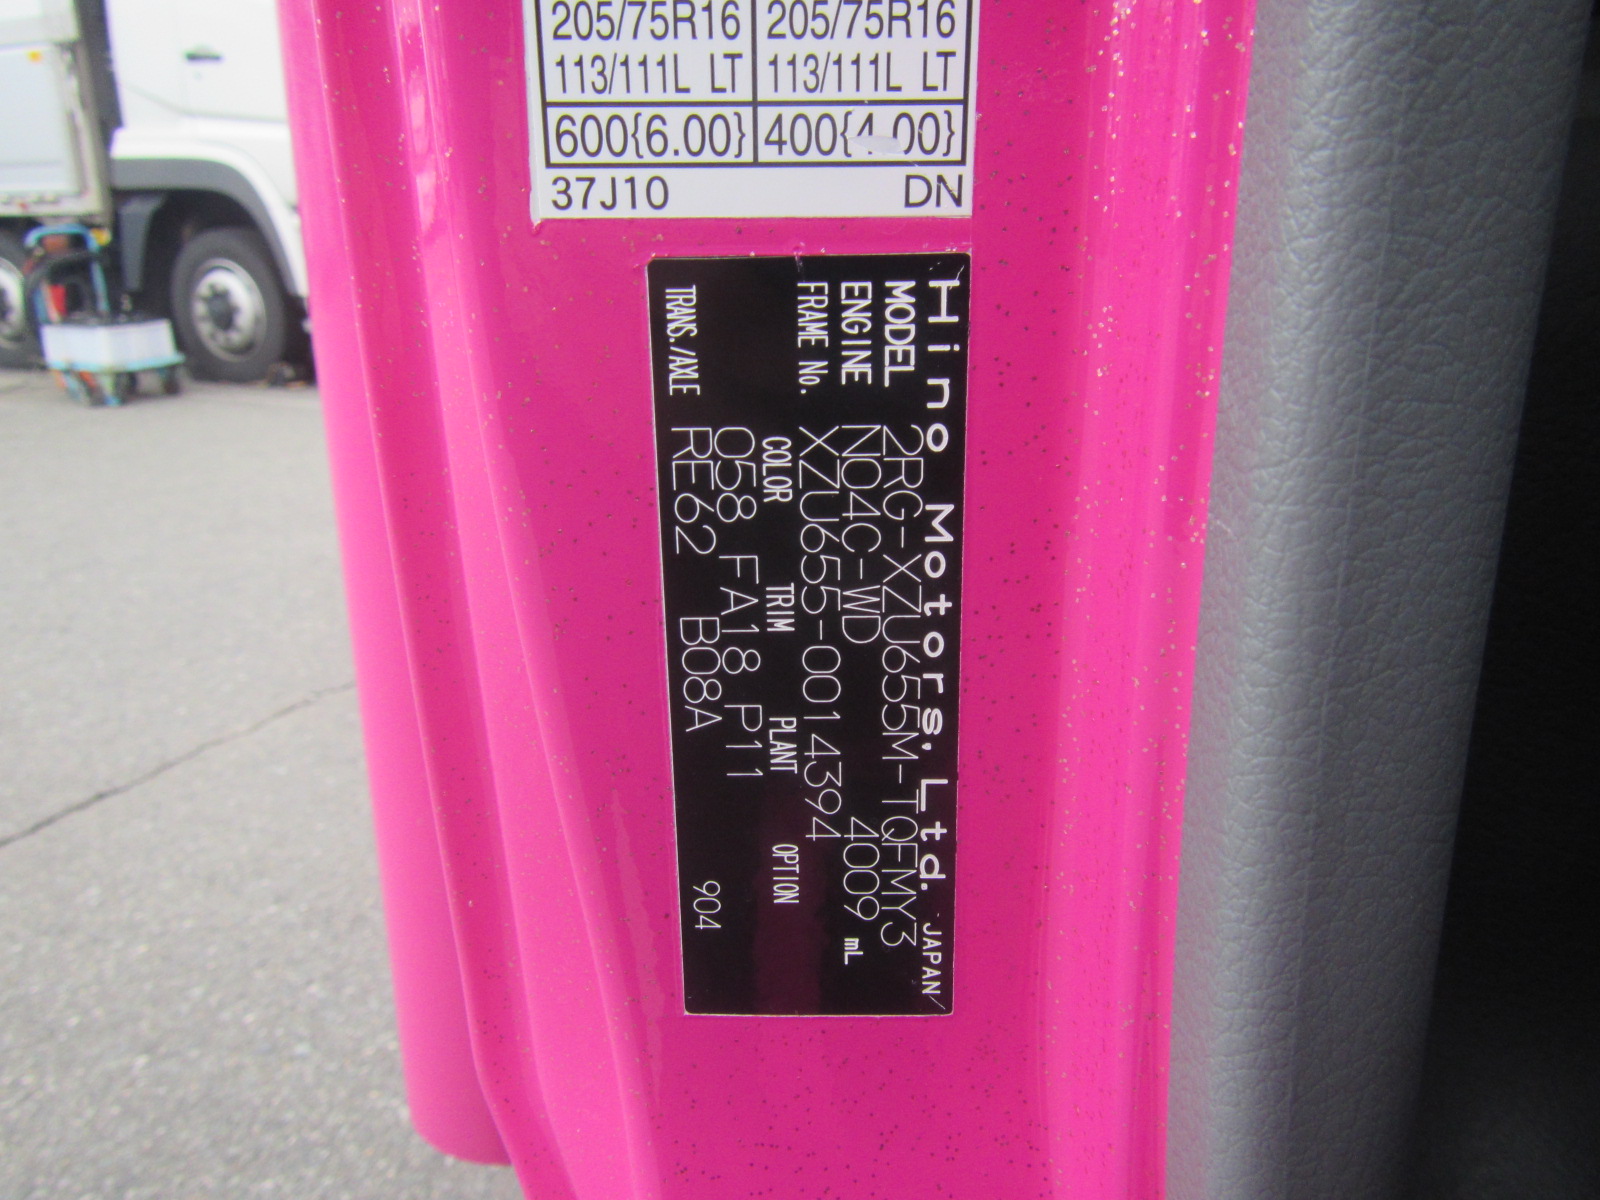 205/75R16 205/75R16
113/111L LT 113/111L LT
600{6.00} 400{4.00}
37J10 DN
Hino Motors, Ltd. JAPAN
MODEL 2RG-XZU655M-TQFMY3
ENGINE N04C-WD 4009 mL
FRAME No. XZU655-0014394
COLOR TRIM PLANT OPTION
058 FA18 P11
TRANS./AXLE RE62 B08A 904